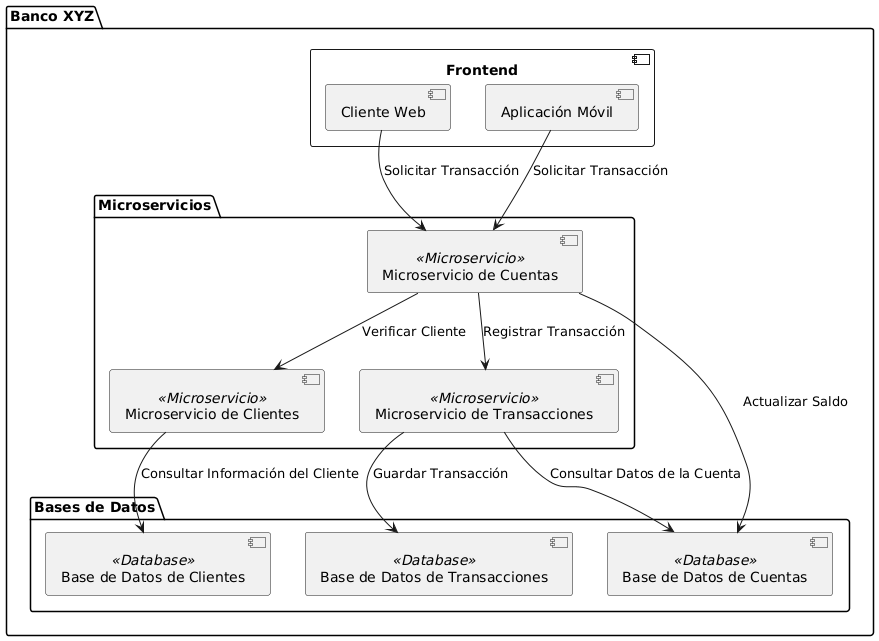 Banco XYZ
Frontend
Cliente Web
Aplicación Móvil
Solicitar Transacción
Solicitar Transacción
Microservicios
«Microservicio»
Microservicio de Cuentas
Verificar Cliente
Registrar Transacción
Actualizar Saldo
«Microservicio»
Microservicio de Clientes
«Microservicio»
Microservicio de Transacciones
Consultar Información del Cliente
Guardar Transacción
Consultar Datos de la Cuenta
Bases de Datos
«Database»
Base de Datos de Clientes
«Database»
Base de Datos de Transacciones
«Database»
Base de Datos de Cuentas